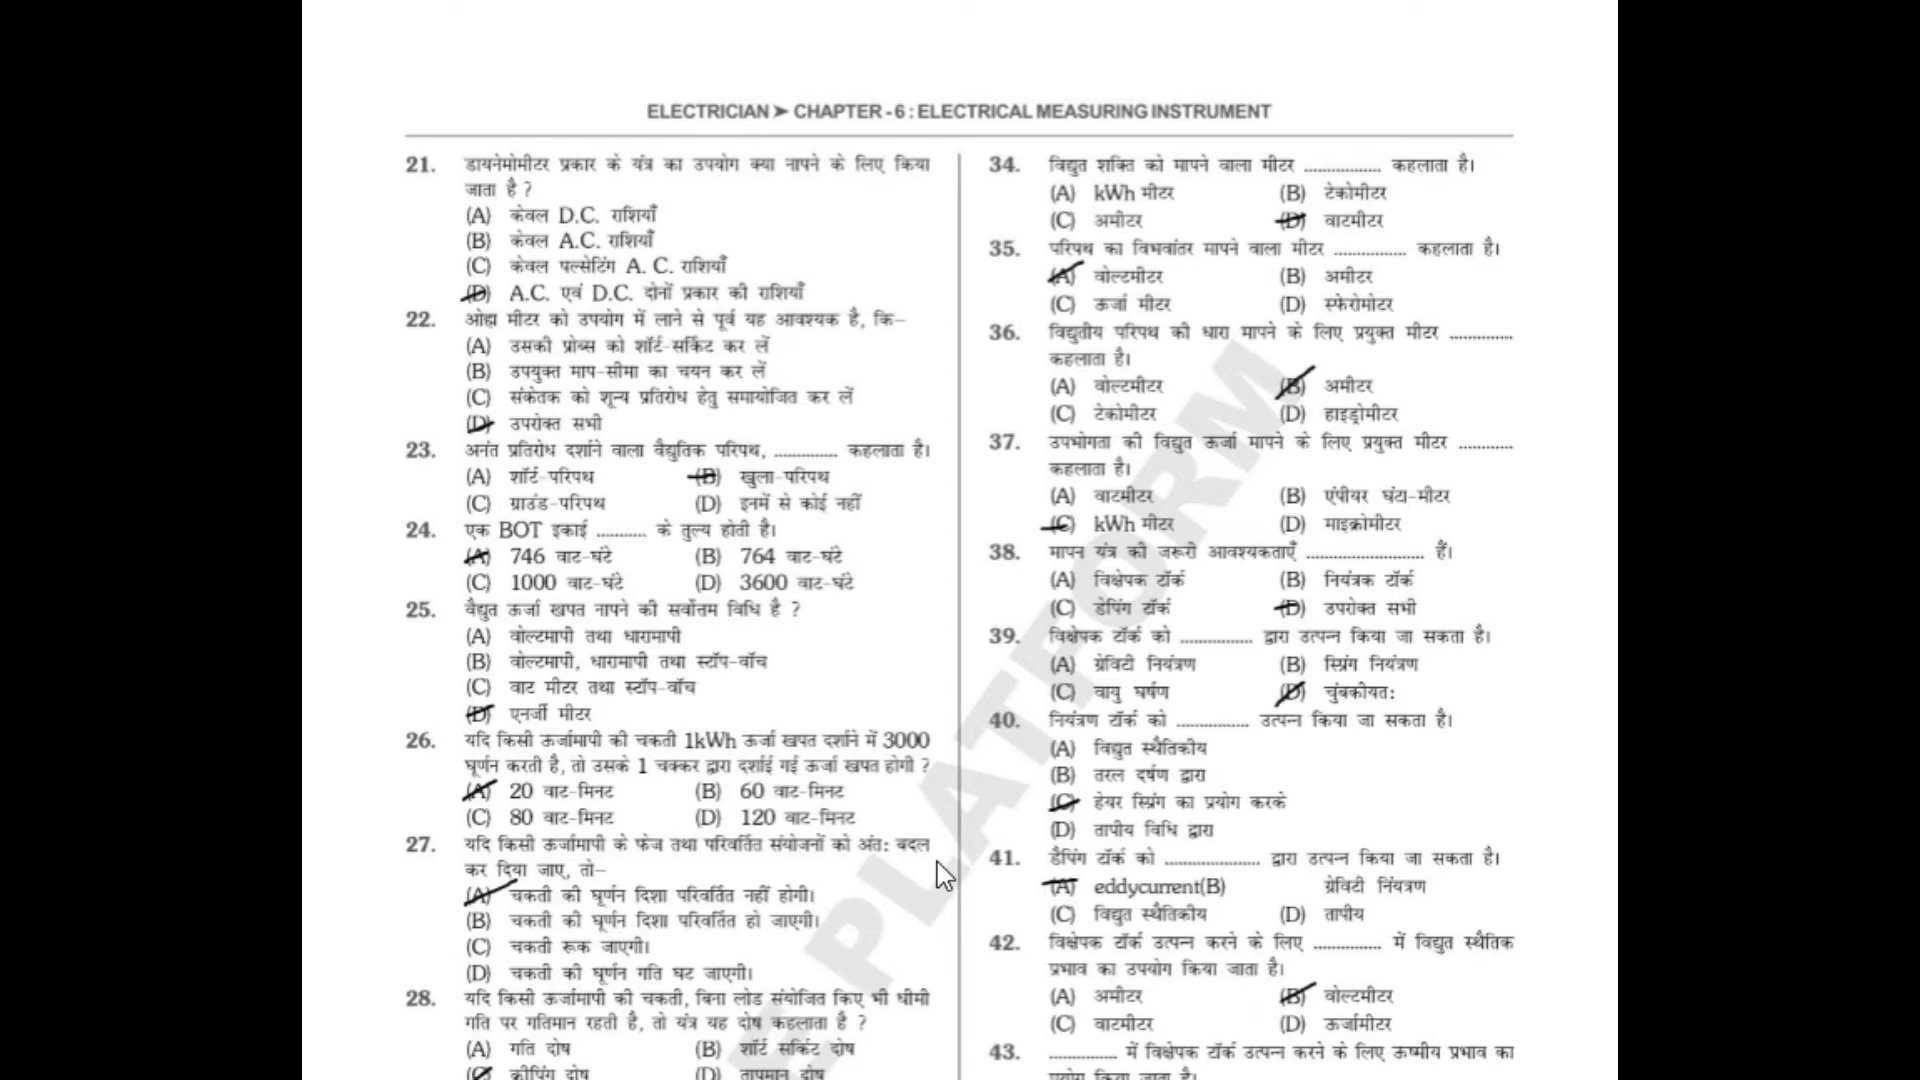 ELECTRICIAN ➤ CHAPTER - 6 : ELECTRICAL MEASURING INSTRUMENT
21. डायनेमोमीटर प्रकार के यंत्र का उपयोग क्या नापने के लिए किया
जाता है ?
(A) केवल D.C. राशियाँ
(B) केवल A.C. राशियाँ
(C) केवल पल्सेटिंग A. C. राशियाँ
(D) A.C. एवं D.C. दोनों प्रकार की राशियाँ
22. ओह्म मीटर को उपयोग में लाने से पूर्व यह आवश्यक है, कि–
(A) उसकी प्रोब्स को शॉर्ट-सर्किट कर लें
(B) उपयुक्त माप-सीमा का चयन कर लें
(C) संकेतक को शून्य प्रतिरोध हेतु समायोजित कर लें
(D) उपरोक्त सभी
23. अनंत प्रतिरोध दर्शाने वाला वैद्युतिक परिपथ, .............. कहलाता है।
(A) शॉर्ट-परिपथ (B) खुला-परिपथ
(C) ग्राउंड-परिपथ (D) इनमें से कोई नहीं
24. एक BOT इकाई ........... के तुल्य होती है।
(A) 746 वाट-घंटे (B) 764 वाट-घंटे
(C) 1000 वाट-घंटे (D) 3600 वाट-घंटे
25. वैद्युत ऊर्जा खपत नापने की सर्वोत्तम विधि है ?
(A) वोल्टमापी तथा धारामापी
(B) वोल्टमापी, धारामापी तथा स्टॉप-वॉच
(C) वाट मीटर तथा स्टॉप-वॉच
(D) एनर्जी मीटर
26. यदि किसी ऊर्जामापी की चकती 1kWh ऊर्जा खपत दर्शाने में 3000
घूर्णन करती है, तो उसके 1 चक्कर द्वारा दर्शाई गई ऊर्जा खपत होगी ?
(A) 20 वाट-मिनट (B) 60 वाट-मिनट
(C) 80 वाट-मिनट (D) 120 वाट-मिनट
27. यदि किसी ऊर्जामापी के फेज तथा परिवर्तित संयोजनों को अंत: बदल
कर दिया जाए, तो–
(A) चकती की घूर्णन दिशा परिवर्तित नहीं होगी।
(B) चकती की घूर्णन दिशा परिवर्तित हो जाएगी।
(C) चकती रूक जाएगी।
(D) चकती की घूर्णन गति घट जाएगी।
28. यदि किसी ऊर्जामापी की चकती, बिना लोड संयोजित किए भी धीमी
गति पर गतिमान रहती है, तो यंत्र यह दोष कहलाता है ?
(A) गति दोष (B) शॉर्ट सर्किट दोष
(C) क्रीपिंग दोष (D) तापमान दोष
34. विद्युत शक्ति को मापने वाला मीटर ................. कहलाता है।
(A) kWh मीटर (B) टेकोमीटर
(C) अमीटर (D) वाटमीटर
35. परिपथ का विभवांतर मापने वाला मीटर ................ कहलाता है।
(A) वोल्टमीटर (B) अमीटर
(C) ऊर्जा मीटर (D) स्फेरोमोटर
36. विद्युतीय परिपथ की धारा मापने के लिए प्रयुक्त मीटर ..............
कहलाता है।
(A) वोल्टमीटर (B) अमीटर
(C) टेकोमीटर (D) हाइड्रोमीटर
37. उपभोगता की विद्युत ऊर्जा मापने के लिए प्रयुक्त मीटर ............
कहलाता है।
(A) वाटमीटर (B) एंपीयर घंटा-मीटर
(C) kWh मीटर (D) माइक्रोमीटर
38. मापन यंत्र की जरूरी आवश्यकताएँ .......................... हैं।
(A) विक्षेपक टॉर्क (B) नियंत्रक टॉर्क
(C) डेपिंग टॉर्क (D) उपरोक्त सभी
39. विक्षेपक टॉर्क को ................ द्वारा उत्पन्न किया जा सकता है।
(A) ग्रेविटी नियंत्रण (B) स्प्रिंग नियंत्रण
(C) वायु घर्षण (D) चुंबकीयत:
40. नियंत्रण टॉर्क को ................ उत्पन्न किया जा सकता है।
(A) विद्युत स्थैतिकीय
(B) तरल दर्षण द्वारा
(C) हेयर स्प्रिंग का प्रयोग करके
(D) तापीय विधि द्वारा
41. डैपिंग टॉर्क को ..................... द्वारा उत्पन्न किया जा सकता है।
(A) eddycurrent(B) ग्रेविटी नियंत्रण
(C) विद्युत स्थैतिकीय (D) तापीय
42. विक्षेपक टॉर्क उत्पन्न करने के लिए ............... में विद्युत स्थैतिक
प्रभाव का उपयोग किया जाता है।
(A) अमीटर (B) वोल्टमीटर
(C) वाटमीटर (D) ऊर्जामीटर
43. ............... में विक्षेपक टॉर्क उत्पन्न करने के लिए ऊष्मीय प्रभाव का
प्रयोग किया जाता है।
E PLATFORM